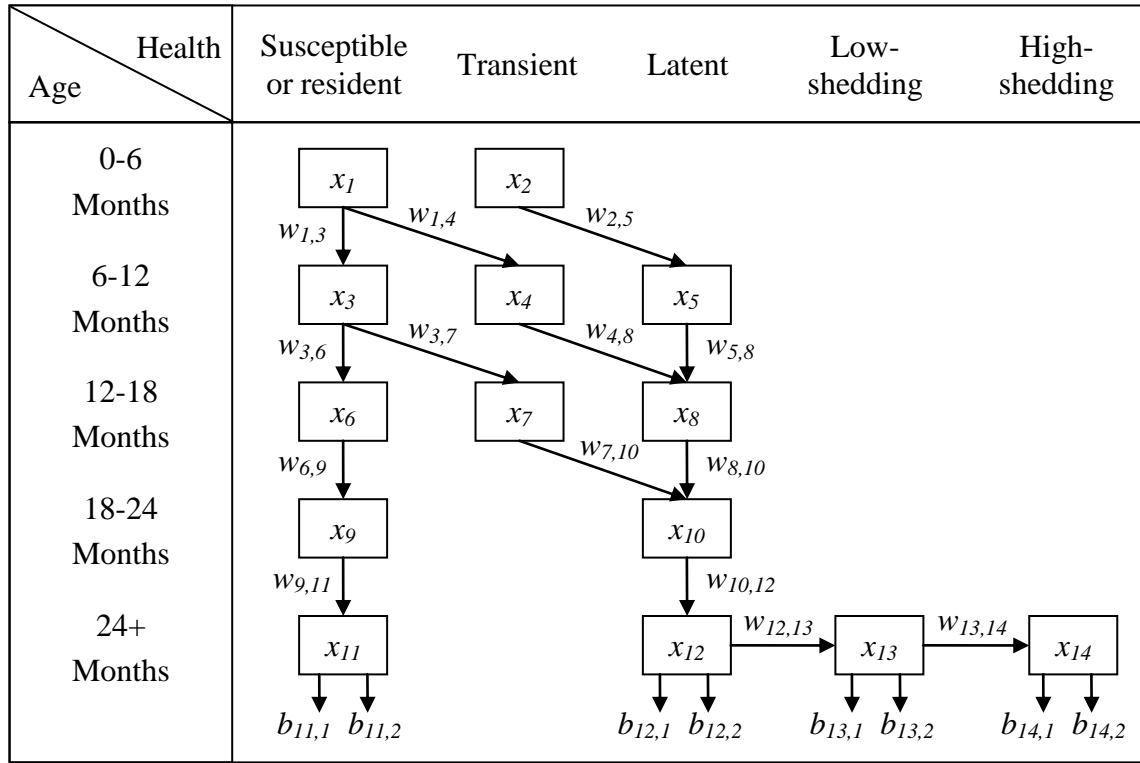 Health
Age
Susceptible
or resident
Transient
Latent
Low-
shedding
High-
shedding
0-6
Months
x1
x2
w1,3
w1,4
w2,5
6-12
Months
x3
x4
x5
w3,6
w3,7
w4,8
w5,8
12-18
Months
x6
x7
x8
w6,9
w7,10
w8,10
18-24
Months
x9
x10
w9,11
w10,12
24+
Months
x11
x12
w12,13
x13
w13,14
x14
b11,1 b11,2 b12,1 b12,2 b13,1 b13,2 b14,1 b14,2